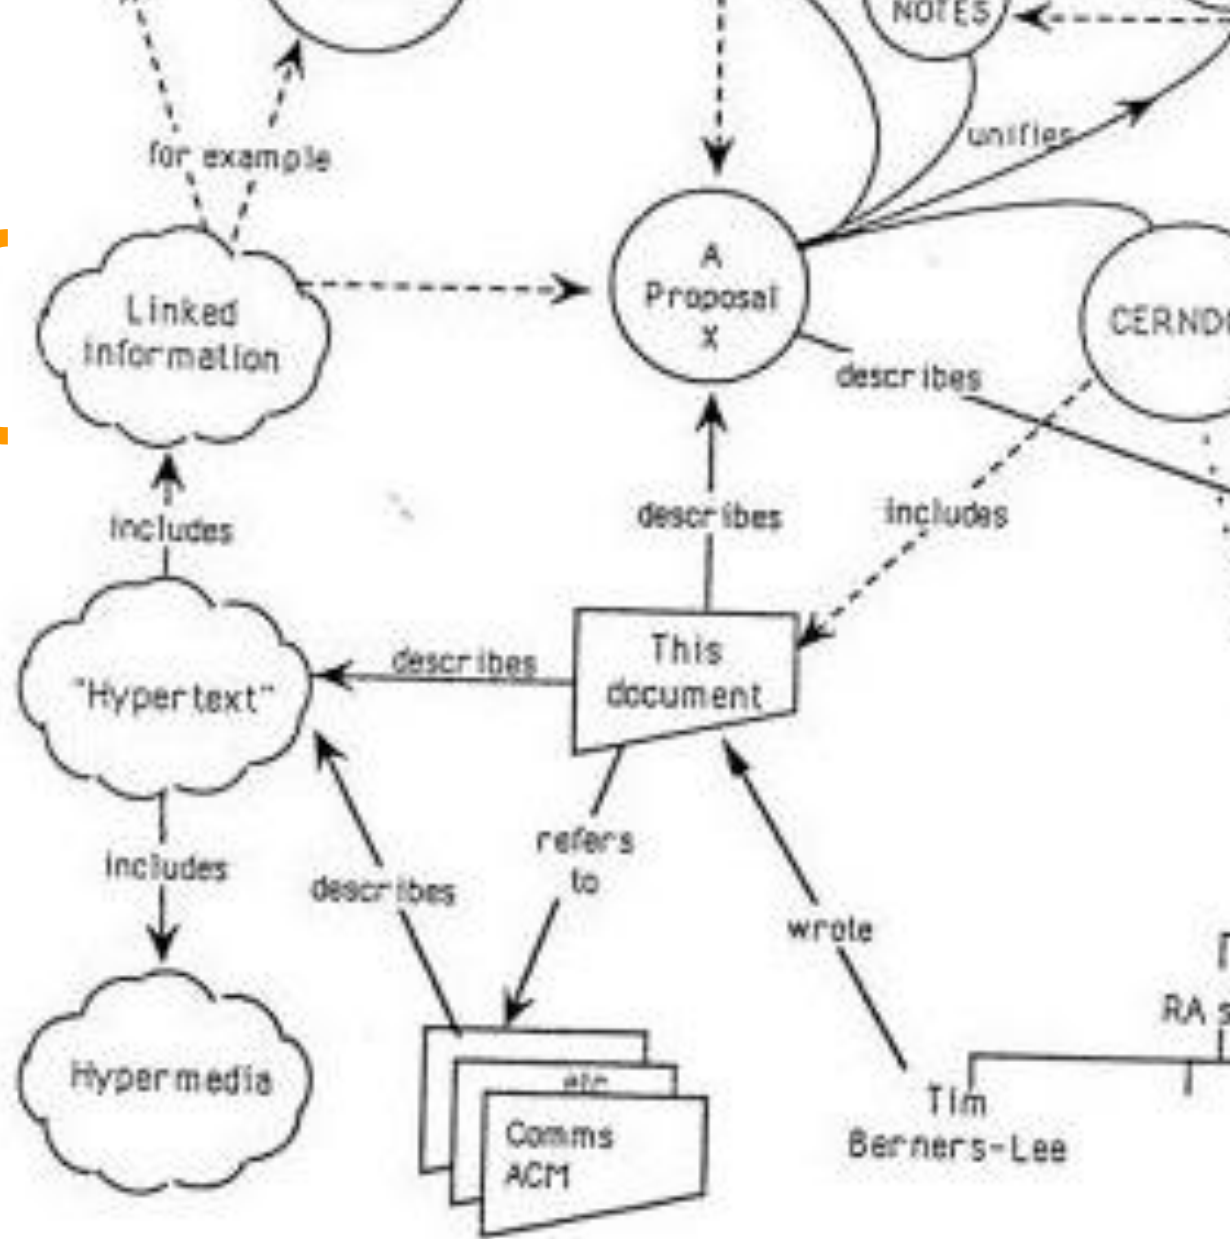 NOTES
unifies
for example
A
Proposal
X
Linked
information
CERND
describes
includes
describes
includes
This
document
describes
"Hypertext"
refers
to
includes
describes
wrote
RA s
Hypermedia
etc
Tim
Berners-Lee
Comms
ACM